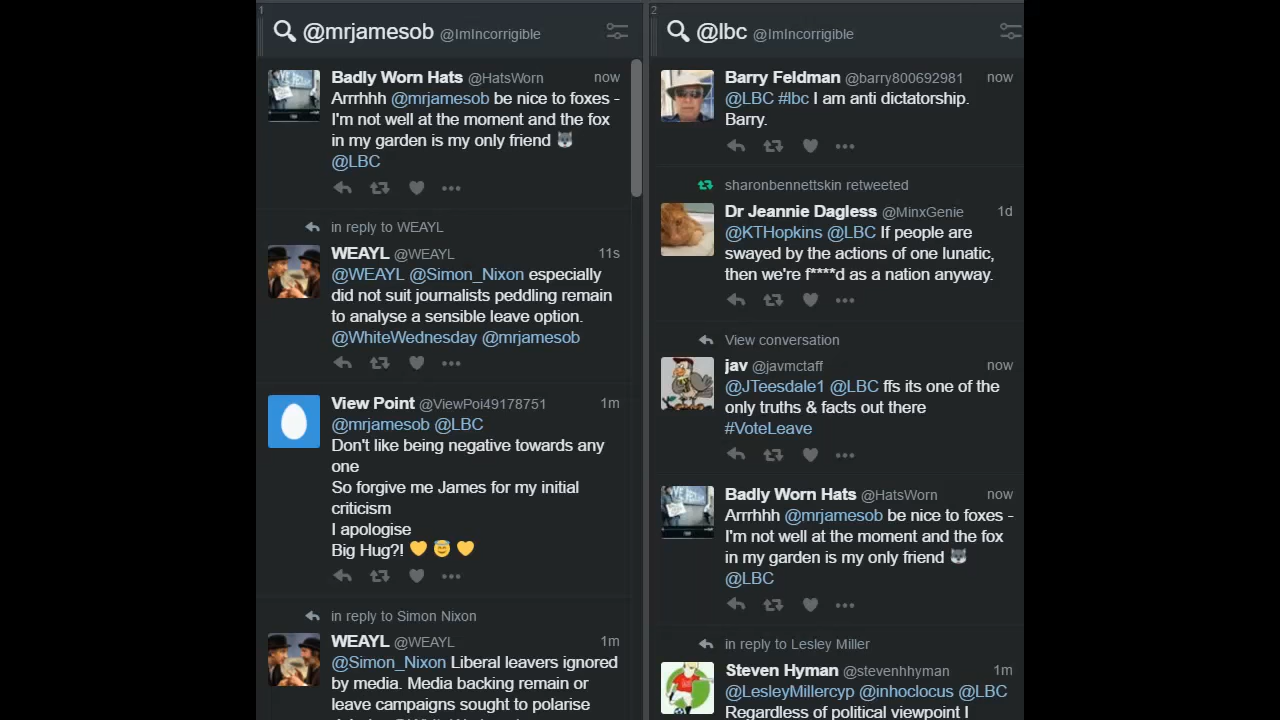 1
@mrjamesob @ImIncorrigible
Badly Worn Hats @HatsWorn now
Arrrhhh @mrjamesob be nice to foxes -
I'm not well at the moment and the fox
in my garden is my only friend 🐺
@LBC
in reply to WEAYL
WEAYL @WEAYL 11s
@WEAYL @Simon_Nixon especially
did not suit journalists peddling remain
to analyse a sensible leave option.
@WhiteWednesday @mrjamesob
View Point @ViewPoi49178751 1m
@mrjamesob @LBC
Don't like being negative towards any
one
So forgive me James for my initial
criticism
I apologise
Big Hug?! 💛 😇 💛
in reply to Simon Nixon
WEAYL @WEAYL 1m
@Simon_Nixon Liberal leavers ignored
by media. Media backing remain or
leave campaigns sought to polarise
2
@lbc @ImIncorrigible
Barry Feldman @barry800692981 now
@LBC #lbc I am anti dictatorship.
Barry.
sharonbennettskin retweeted
Dr Jeannie Dagless @MinxGenie 1d
@KTHopkins @LBC If people are
swayed by the actions of one lunatic,
then we're f****d as a nation anyway.
View conversation
jav @javmctaff now
@JTeesdale1 @LBC ffs its one of the
only truths & facts out there
#VoteLeave
Badly Worn Hats @HatsWorn now
Arrrhhh @mrjamesob be nice to foxes -
I'm not well at the moment and the fox
in my garden is my only friend 🐺
@LBC
in reply to Lesley Miller
Steven Hyman @stevenhhyman 1m
@LesleyMillercyp @inhoclocus @LBC
Regardless of political viewpoint I